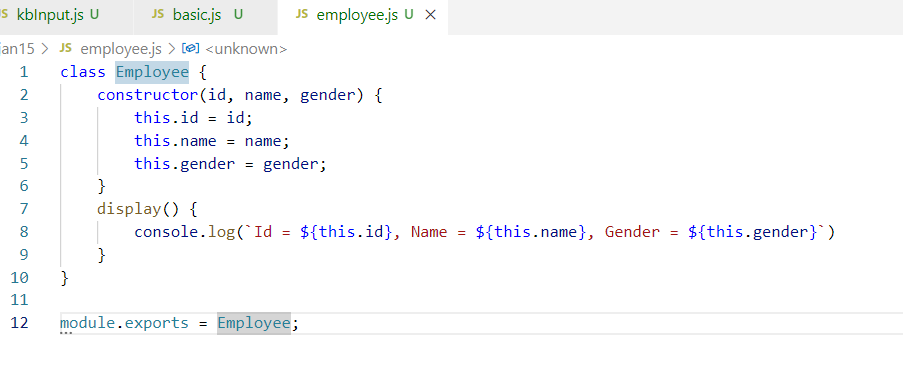 JS kbInput.js U JS basic.js U JS employee.js U
jan15 > JS employee.js > <unknown>
1 class Employee {
2 constructor(id, name, gender) {
3 this.id = id;
4 this.name = name;
5 this.gender = gender;
6 }
7 display() {
8 console.log(`Id = ${this.id}, Name = ${this.name}, Gender = ${this.gender}`)
9 }
10 }
11
12 module.exports = Employee;